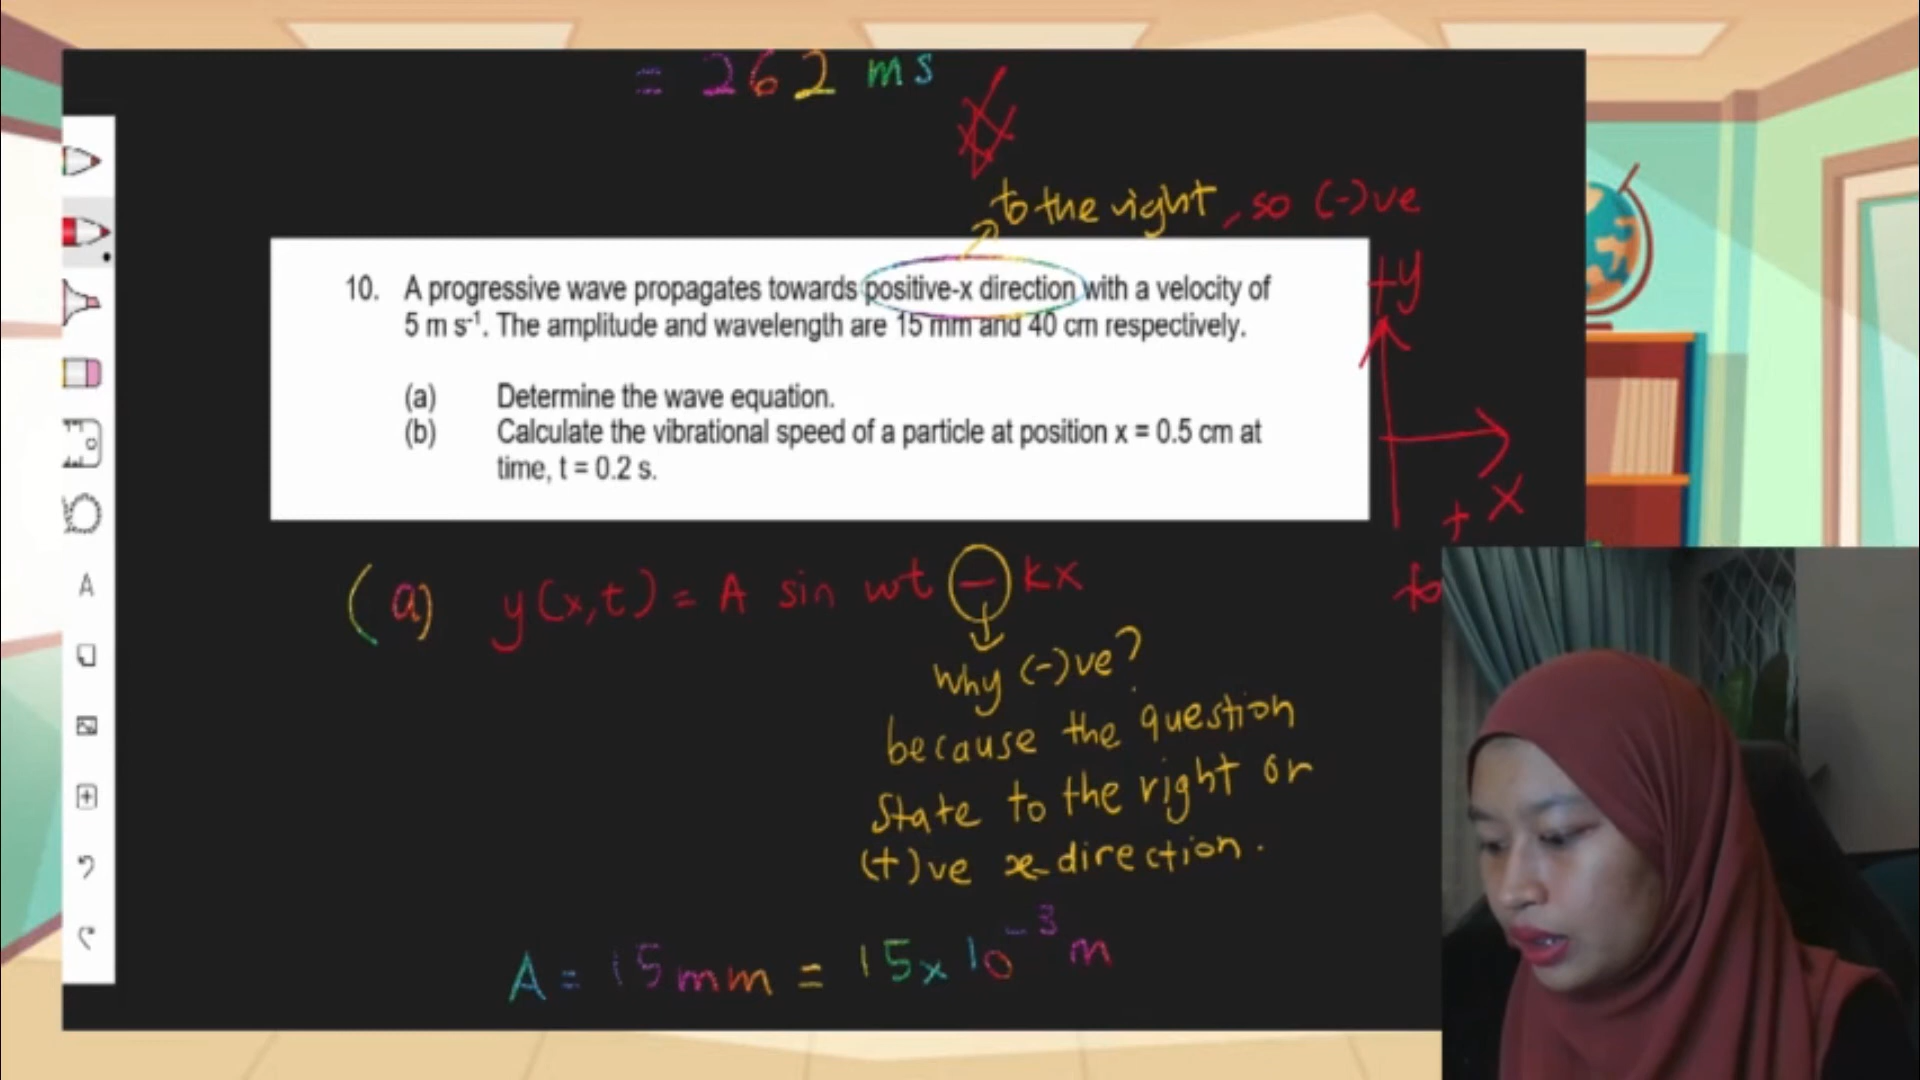 = 262 ms
to the right, so (-)ve
10. A progressive wave propagates towards positive-x direction with a velocity of
5 m s⁻¹. The amplitude and wavelength are 15 mm and 40 cm respectively.
(a) Determine the wave equation.
(b) Calculate the vibrational speed of a particle at position x = 0.5 cm at
time, t = 0.2 s.
+y
+ x
to
(a) y(x,t) = A sin wt - kx
Why (-)ve?
because the question
state to the right or
(+)ve x-direction.
A = 15mm = 15x10⁻³ m
A